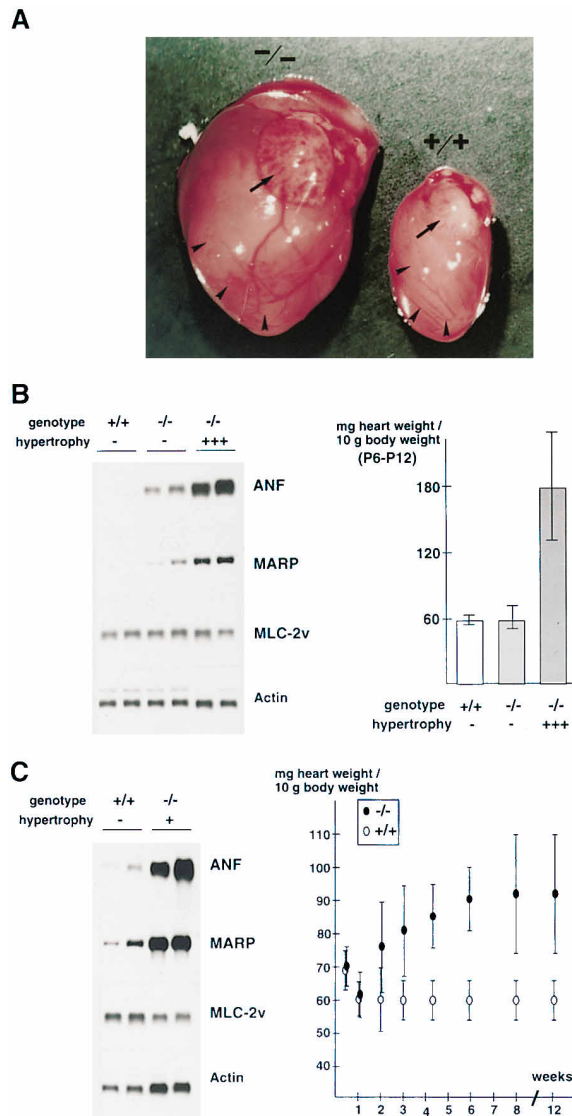 A
−/−
+/+
B
genotype +/+ -/- -/-
hypertrophy - - +++
ANF
MARP
MLC-2v
Actin
mg heart weight /
10 g body weight
(P6-P12)
180
120
60
genotype +/+ -/- -/-
hypertrophy - - +++
C
genotype +/+ -/-
hypertrophy - +
ANF
MARP
MLC-2v
Actin
mg heart weight /
10 g body weight
-/-
+/+
110
100
90
80
70
60
50
40
weeks
1 2 3 4 5 6 7 8 12